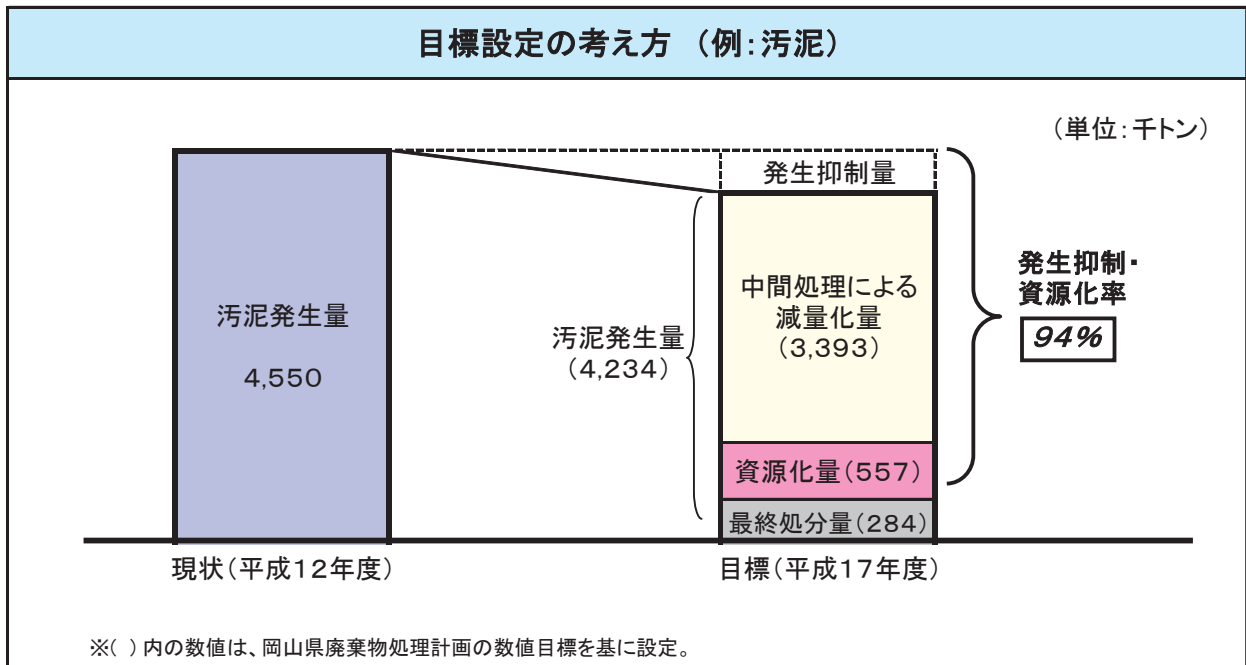 目標設定の考え方 （例：汚泥）
（単位：千トン）
発生抑制量
汚泥発生量
4,550
汚泥発生量
（4,234）
中間処理による
減量化量
（3,393）
資源化量（557）
最終処分量（284）
発生抑制・
資源化率
94%
現状（平成12年度）
目標（平成17年度）
※（ ）内の数値は、岡山県廃棄物処理計画の数値目標を基に設定。